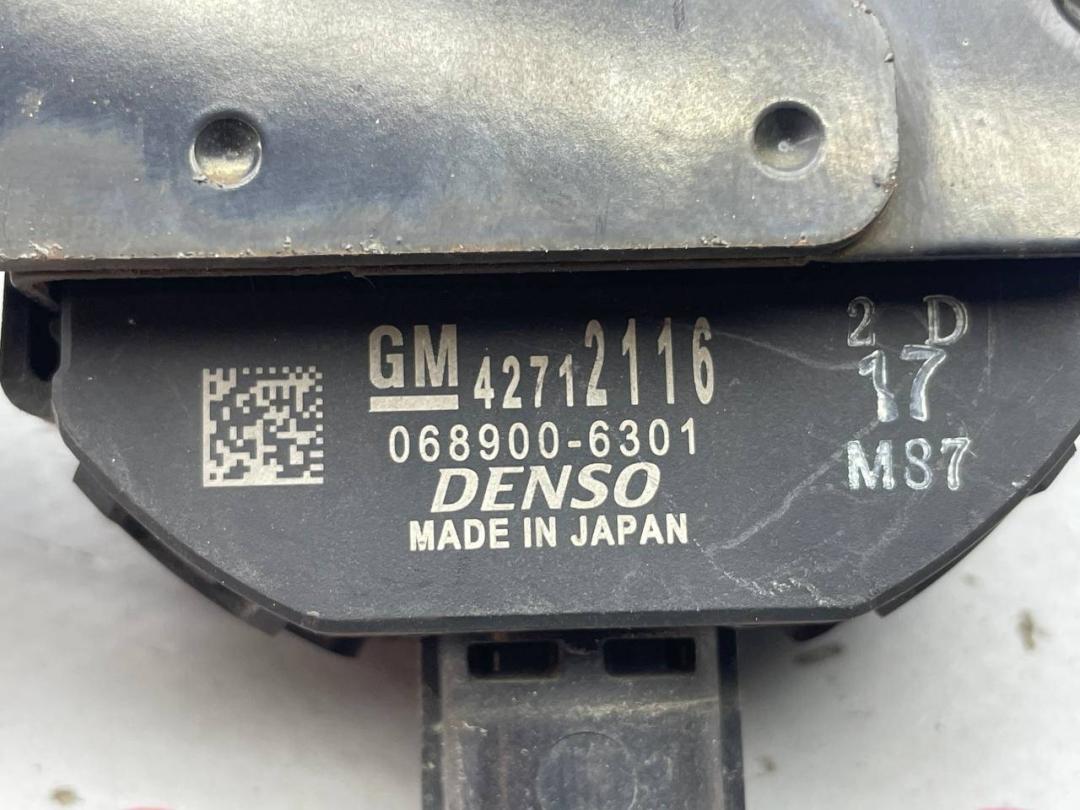 GM 42712116
068900-6301
DENSO
MADE IN JAPAN
2 D
17
M87